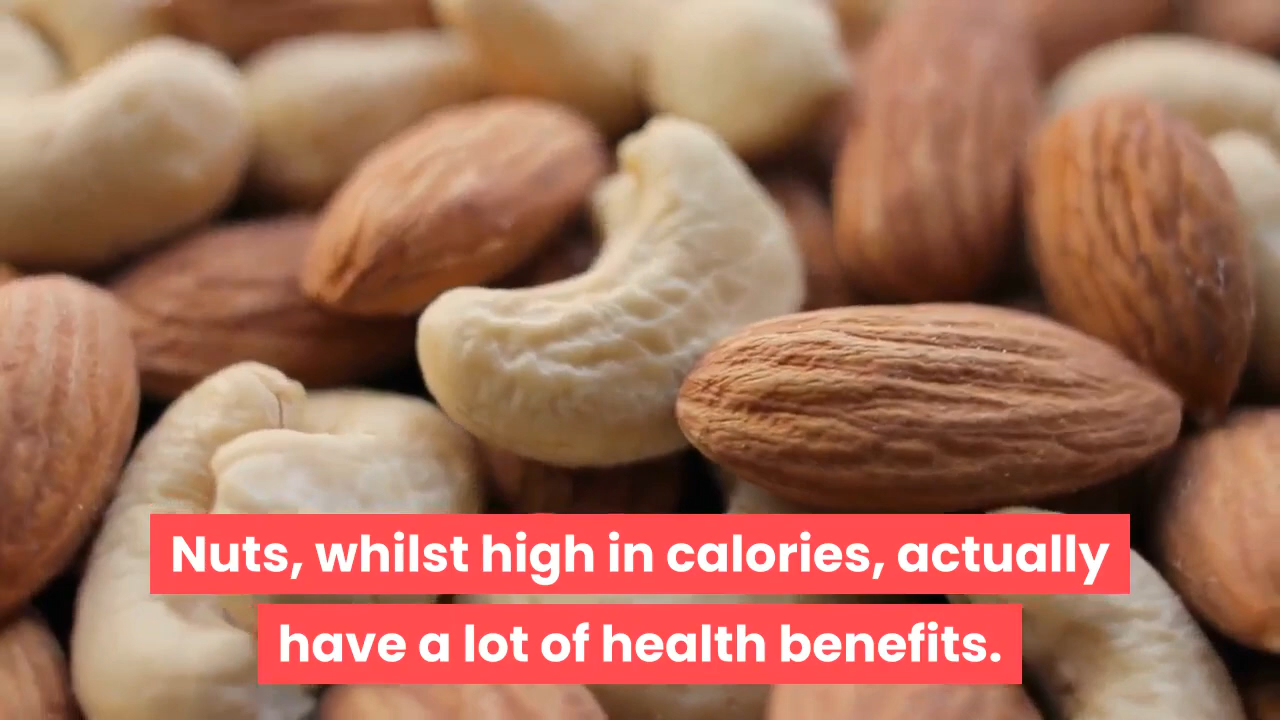 Nuts, whilst high in calories, actually
have a lot of health benefits.